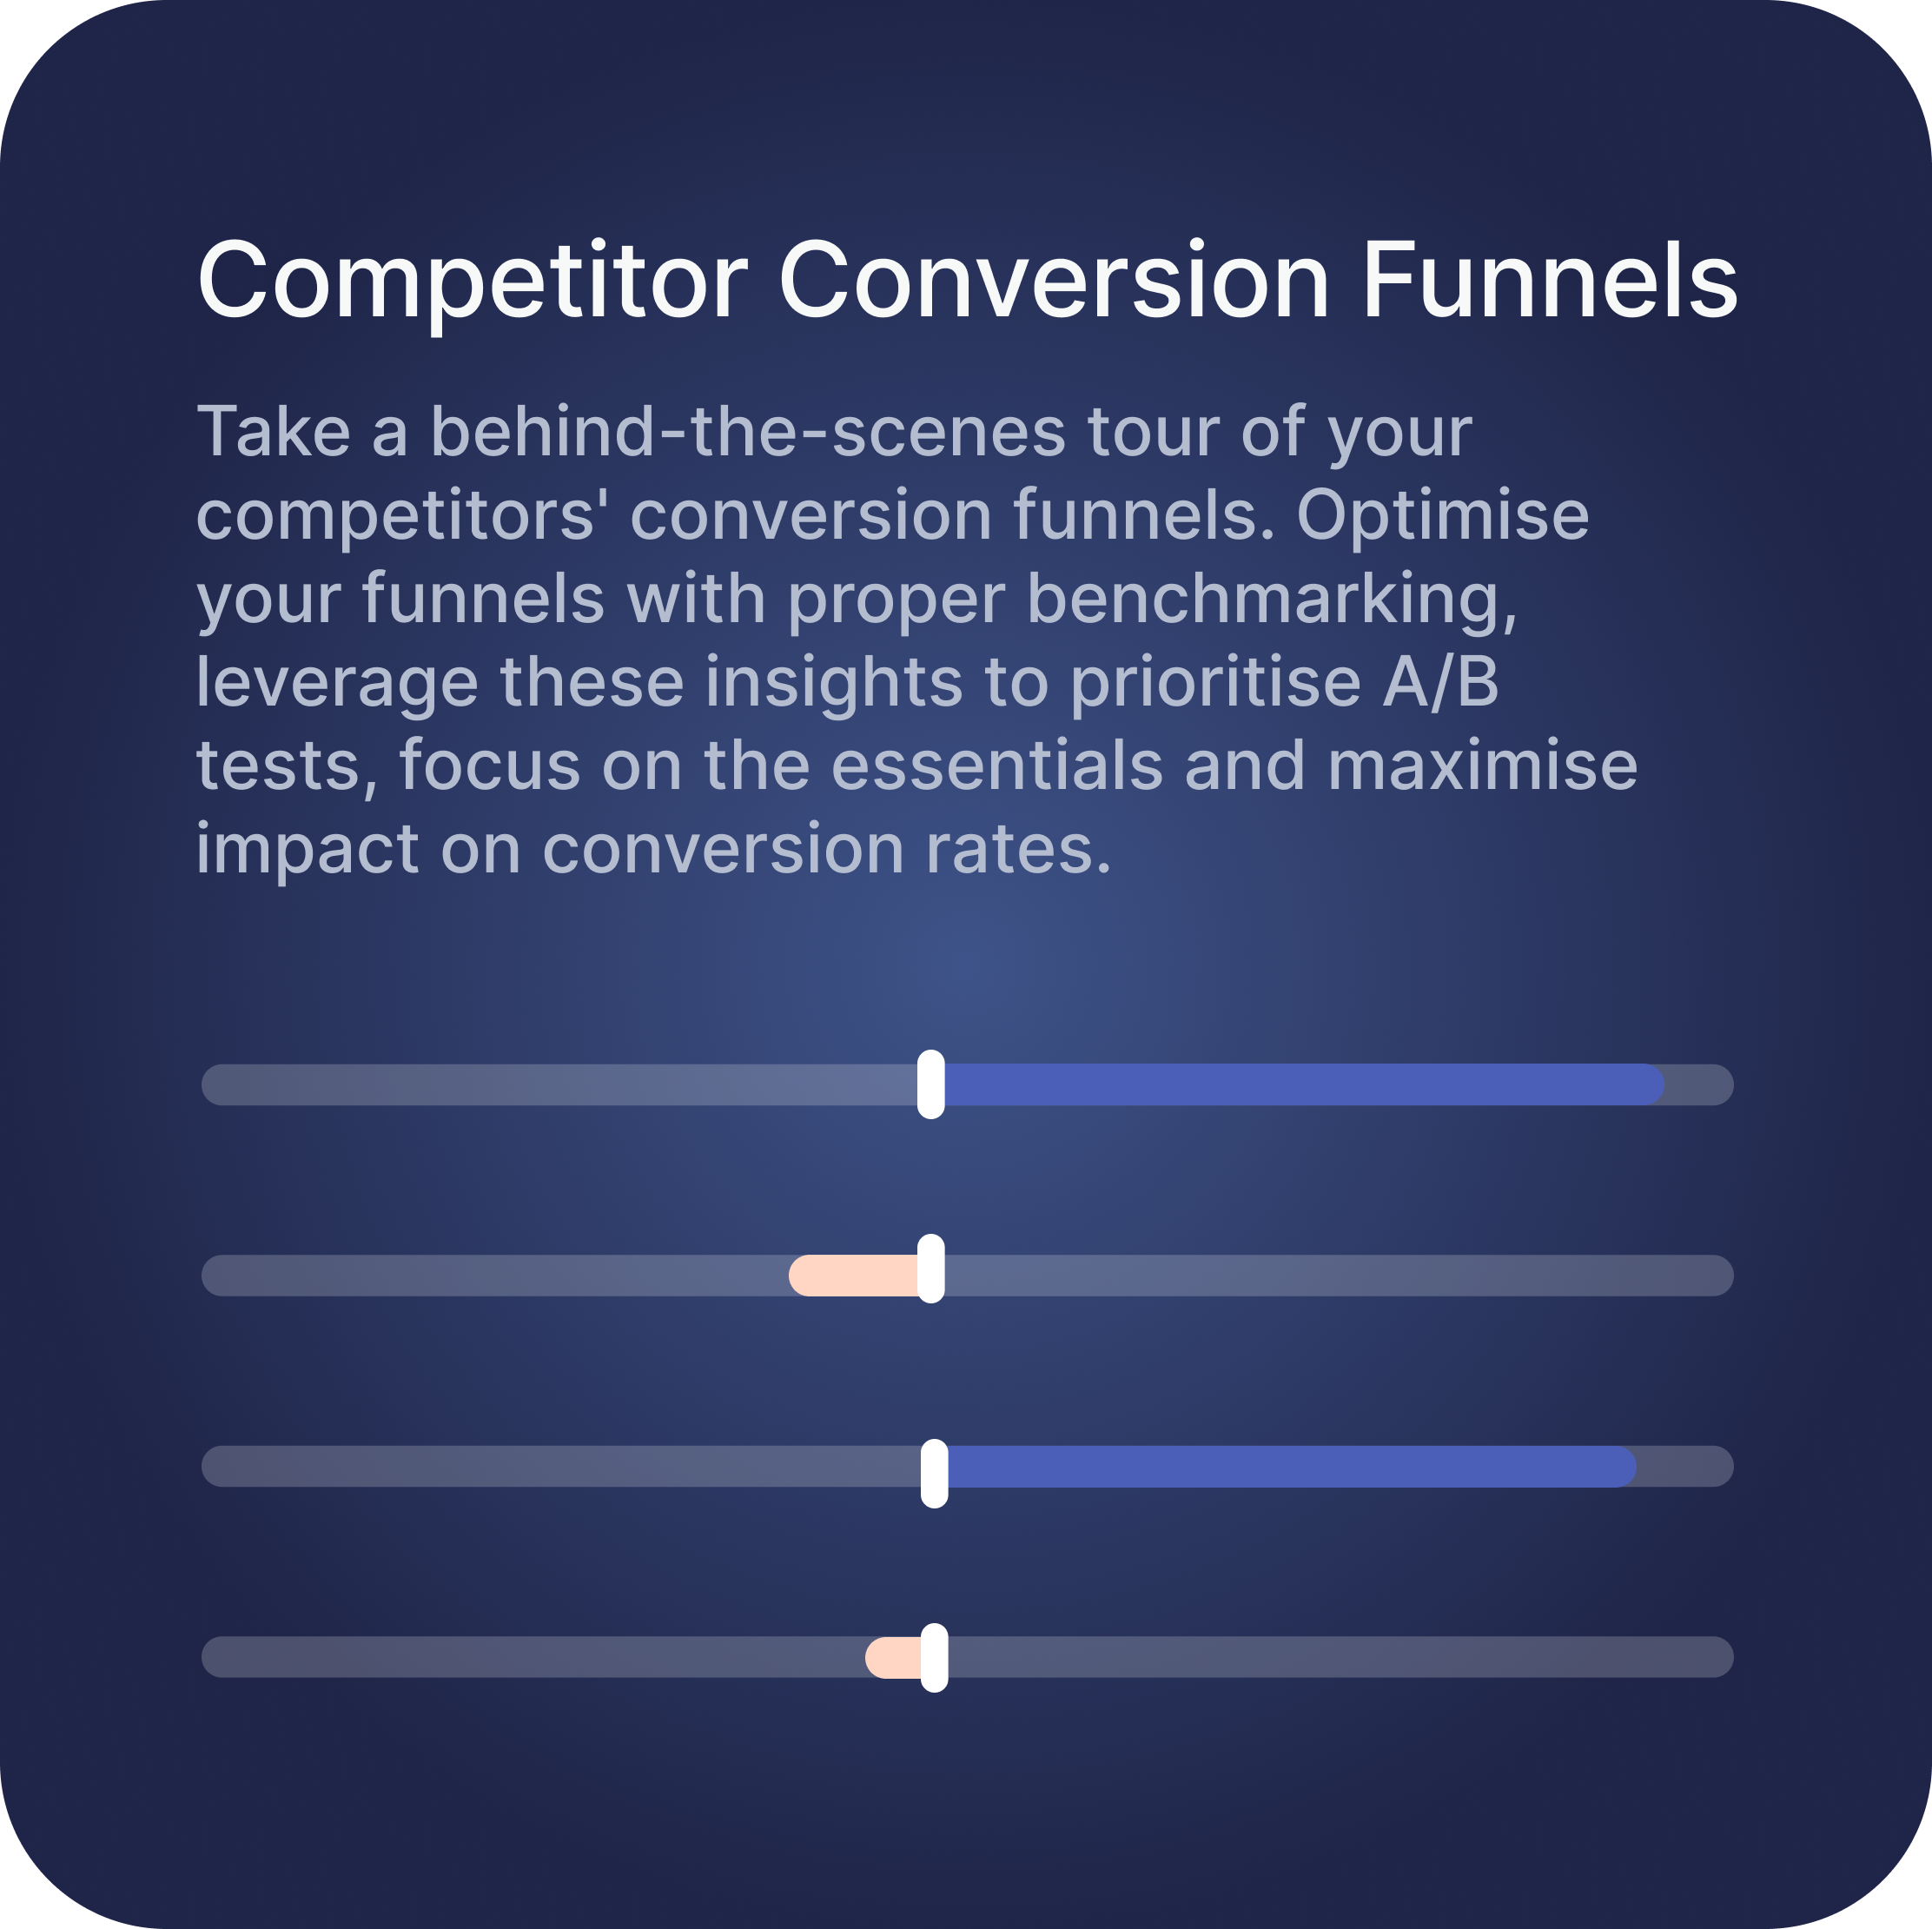 Competitor Conversion Funnels
Take a behind-the-scenes tour of your
competitors' conversion funnels. Optimise
your funnels with proper benchmarking,
leverage these insights to prioritise A/B
tests, focus on the essentials and maximise
impact on conversion rates.